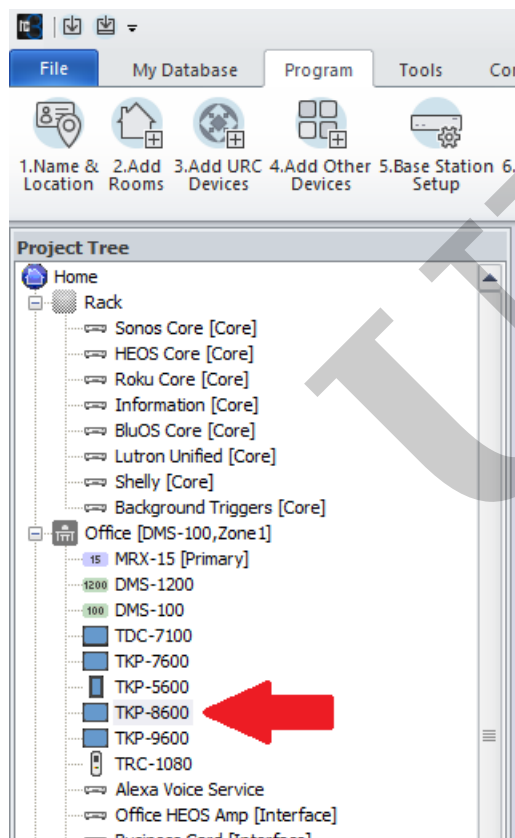 File My Database Program Tools Co
1.Name & Location 2.Add Rooms 3.Add URC Devices 4.Add Other Devices 5.Base Station Setup 6.
Project Tree
Home
Rack
Sonos Core [Core]
HEOS Core [Core]
Roku Core [Core]
Information [Core]
BluOS Core [Core]
Lutron Unified [Core]
Shelly [Core]
Background Triggers [Core]
Office [DMS-100,Zone1]
15 MRX-15 [Primary]
1200 DMS-1200
100 DMS-100
TDC-7100
TKP-7600
TKP-5600
TKP-8600
TKP-9600
TRC-1080
Alexa Voice Service
Office HEOS Amp [Interface]